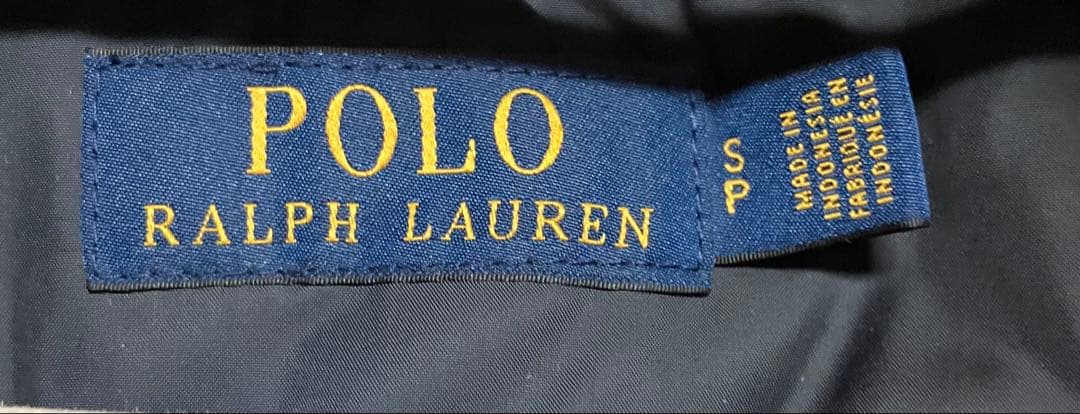 POLO
RALPH LAUREN
S
P
MADE IN
INDONESIA
FABRIQUÉ EN
INDONÉSIE